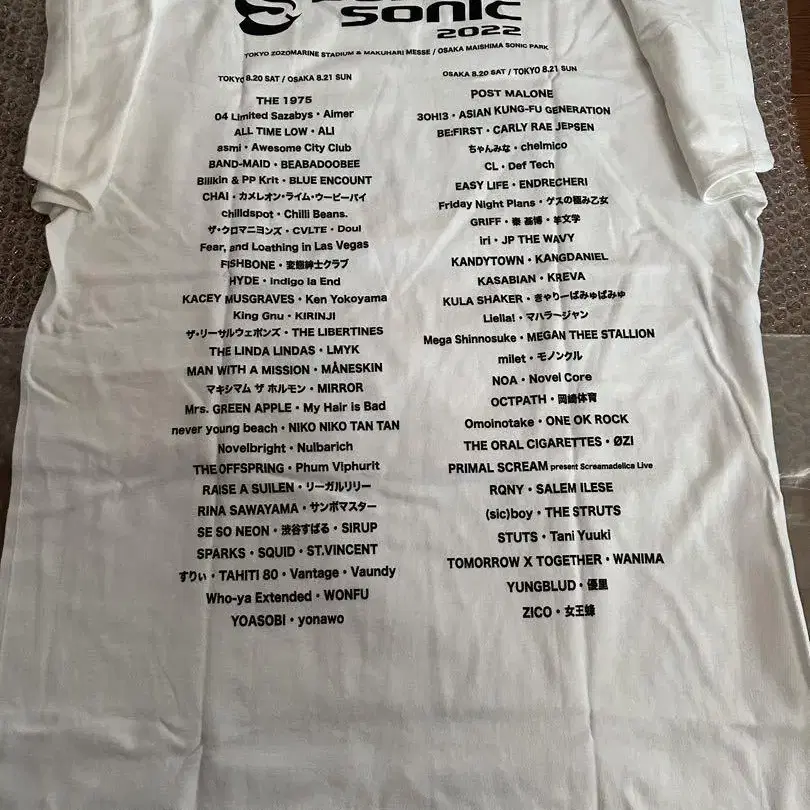 SONIC
2022
TOKYO ZOZOMARINE STADIUM & MAKUHARI MESSE / OSAKA MAISHIMA SONIC PARK
TOKYO 8.20 SAT / OSAKA 8.21 SUN
THE 1975
04 Limited Sazabys・Aimer
ALL TIME LOW・ALI
asmi・Awesome City Club
BAND-MAID・BEABADOOBEE
Billkin & PP Krit・BLUE ENCOUNT
CHAI・カメレオン・ライム・ウーピーパイ
chilldspot・Chilli Beans.
ザ・クロマニヨンズ・CVLTE・Doul
Fear, and Loathing in Las Vegas
FISHBONE・変態紳士クラブ
HYDE・indigo la End
KACEY MUSGRAVES・Ken Yokoyama
King Gnu・KIRINJI
ザ・リーサルウェポンズ・THE LIBERTINES
THE LINDA LINDAS・LMYK
MAN WITH A MISSION・MÅNESKIN
マキシマム ザ ホルモン・MIRROR
Mrs. GREEN APPLE・My Hair is Bad
never young beach・NIKO NIKO TAN TAN
Novelbright・Nulbarich
THE OFFSPRING・Phum Viphurit
RAISE A SUILEN・リーガルリリー
RINA SAWAYAMA・サンボマスター
SE SO NEON・渋谷すばる・SIRUP
SPARKS・SQUID・ST.VINCENT
すりぃ・TAHITI 80・Vantage・Vaundy
Who-ya Extended・WONFU
YOASOBI・yonawo
OSAKA 8.20 SAT / TOKYO 8.21 SUN
POST MALONE
3OH!3・ASIAN KUNG-FU GENERATION
BE:FIRST・CARLY RAE JEPSEN
ちゃんみな・chelmico
CL・Def Tech
EASY LIFE・ENDRECHERI
Friday Night Plans・ゲスの極み乙女
GRIFF・秦 基博・羊文学
iri・JP THE WAVY
KANDYTOWN・KANGDANIEL
KASABIAN・KREVA
KULA SHAKER・きゃりーぱみゅぱみゅ
Liella!・マハラージャン
Mega Shinnosuke・MEGAN THEE STALLION
milet・モノンクル
NOA・Novel Core
OCTPATH・岡崎体育
Omoinotake・ONE OK ROCK
THE ORAL CIGARETTES・ØZI
PRIMAL SCREAM present Screamadelica Live
RQNY・SALEM ILESE
(sic)boy・THE STRUTS
STUTS・Tani Yuuki
TOMORROW X TOGETHER・WANIMA
YUNGBLUD・優里
ZICO・女王蜂